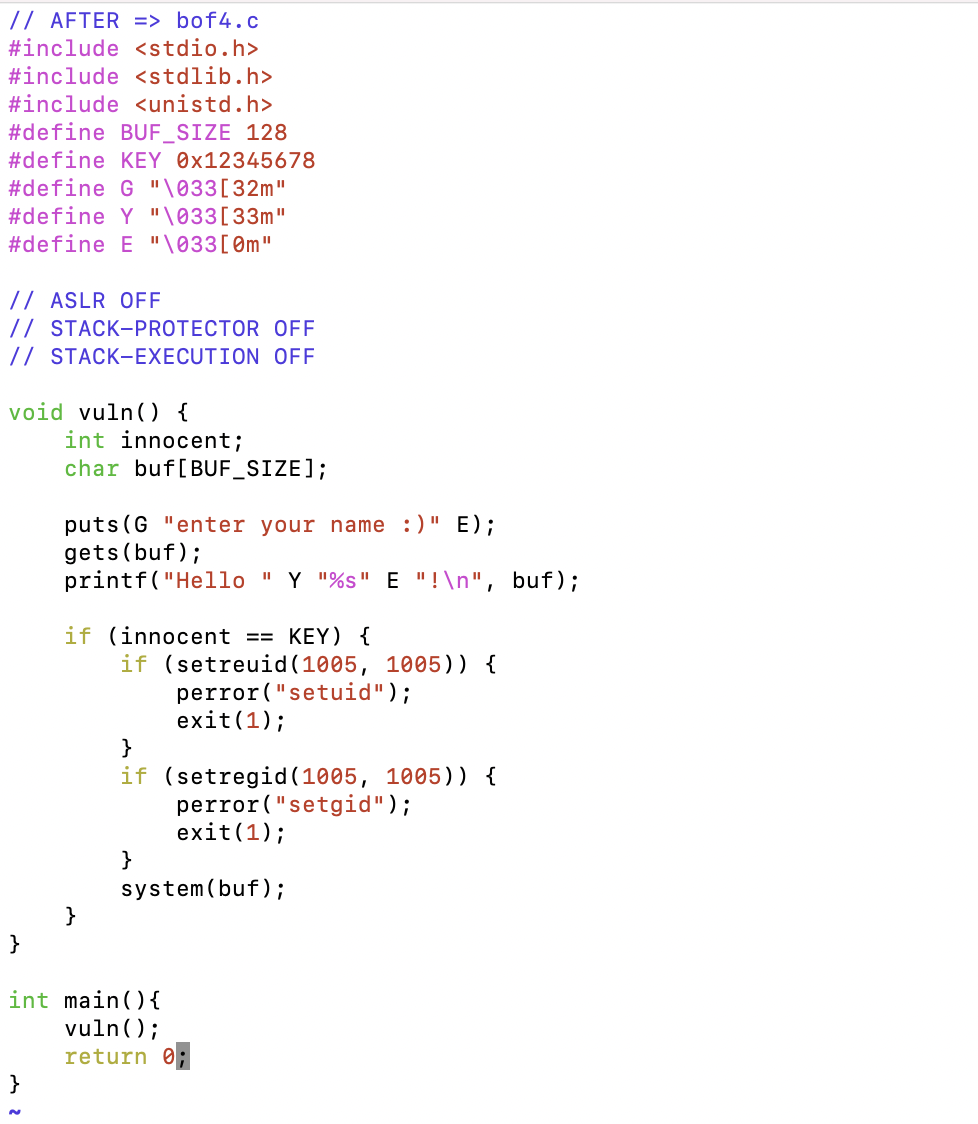 // AFTER => bof4.c
#include <stdio.h>
#include <stdlib.h>
#include <unistd.h>
#define BUF_SIZE 128
#define KEY 0x12345678
#define G "\033[32m"
#define Y "\033[33m"
#define E "\033[0m"

// ASLR OFF
// STACK-PROTECTOR OFF
// STACK-EXECUTION OFF

void vuln() {
    int innocent;
    char buf[BUF_SIZE];

    puts(G "enter your name :)" E);
    gets(buf);
    printf("Hello " Y "%s" E "!\n", buf);

    if (innocent == KEY) {
        if (setreuid(1005, 1005)) {
            perror("setuid");
            exit(1);
        }
        if (setregid(1005, 1005)) {
            perror("setgid");
            exit(1);
        }
        system(buf);
    }
}

int main(){
    vuln();
    return 0;
}
~